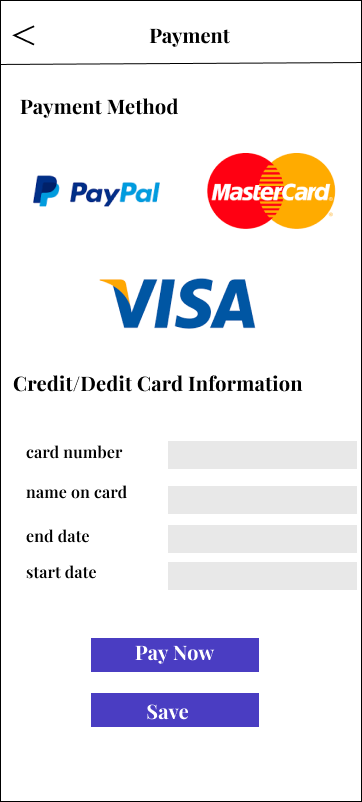 <
Payment
Payment Method
PayPal
MasterCard
VISA
Credit/Dedit Card Information
card number
name on card
end date
start date
Pay Now
Save